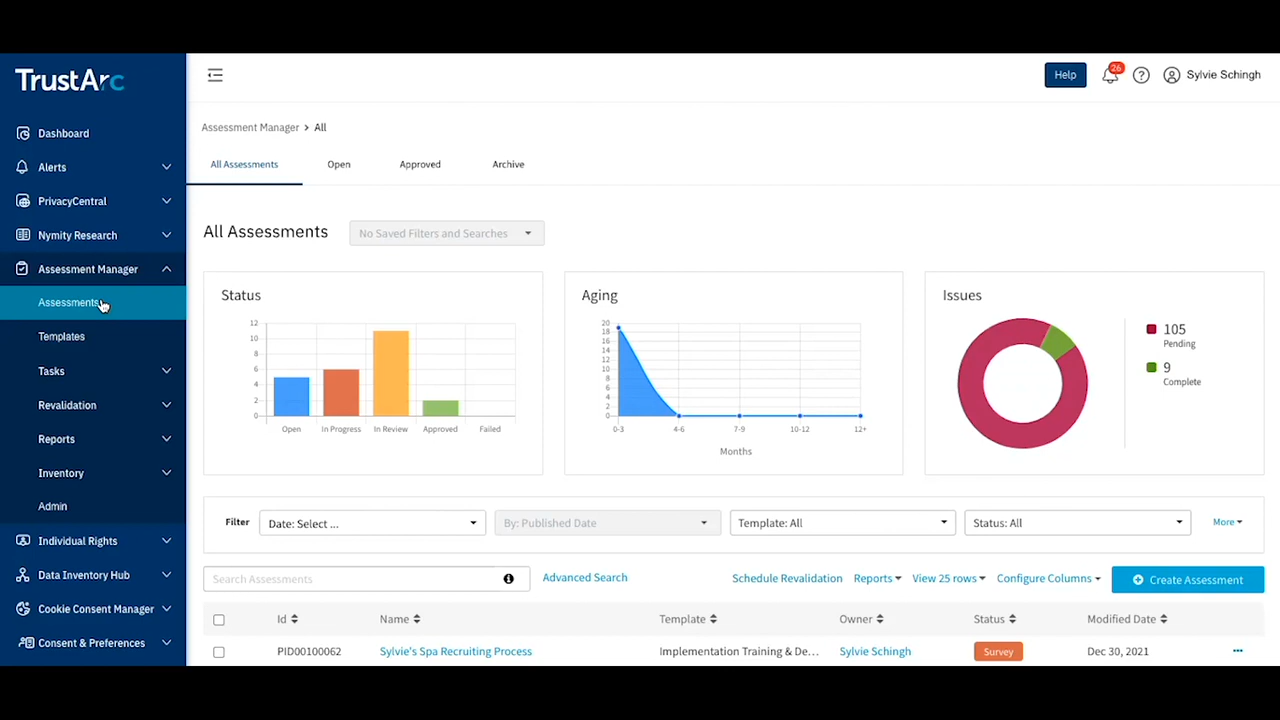 TrustArc
Dashboard
Alerts
PrivacyCentral
Nymity Research
Assessment Manager
Assessments
Templates
Tasks
Revalidation
Reports
Inventory
Admin
Individual Rights
Data Inventory Hub
Cookie Consent Manager
Consent & Preferences
Help
26
?
Sylvie Schingh
Assessment Manager > All
All Assessments Open Approved Archive
All Assessments No Saved Filters and Searches
Status
12
10
8
6
4
2
0
Open In Progress In Review Approved Failed
Aging
20
18
16
14
12
10
8
6
4
2
0
0-3 4-6 7-9 10-12 12+
Months
Issues
105
Pending
9
Complete
Filter Date: Select ... By: Published Date Template: All Status: All More
Search Assessments Advanced Search Schedule Revalidation Reports View 25 rows Configure Columns Create Assessment
Id Name Template Owner Status Modified Date
PID00100062 Sylvie's Spa Recruiting Process Implementation Training & De... Sylvie Schingh Survey Dec 30, 2021 ...